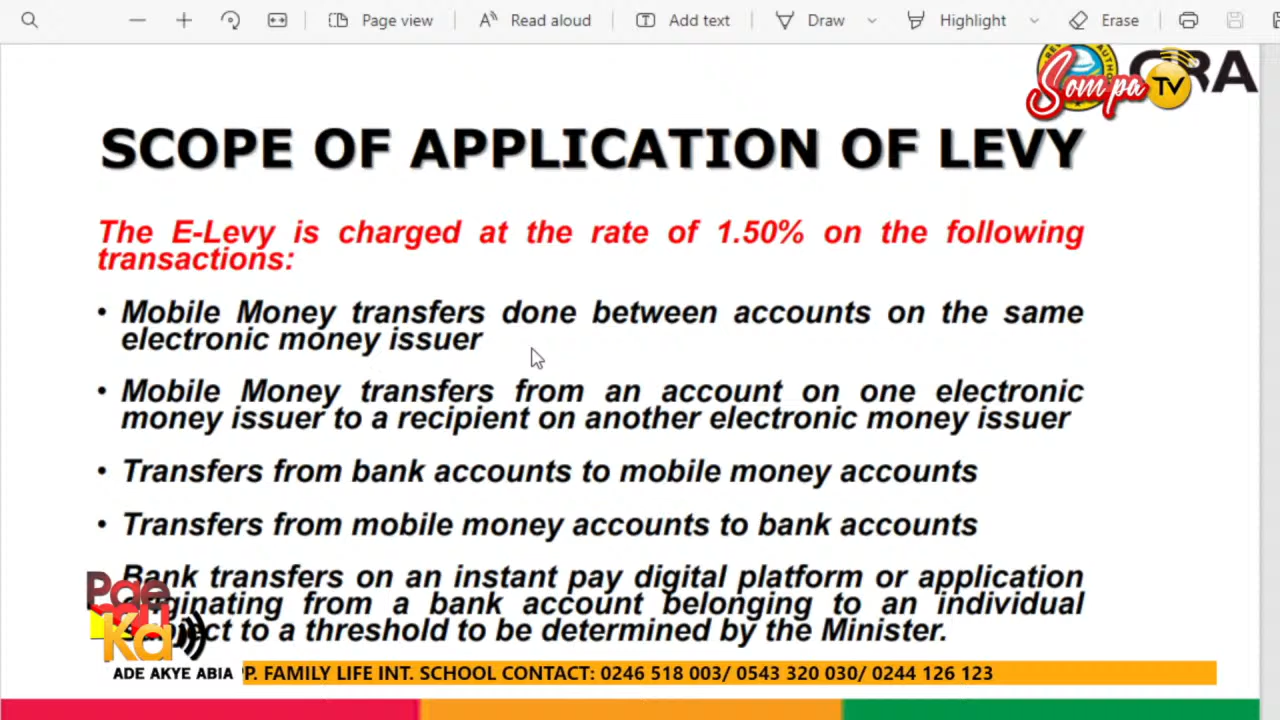 Page view
Read aloud
Add text
Draw
Highlight
Erase
Sompa TV
GRA
SCOPE OF APPLICATION OF LEVY
The E-Levy is charged at the rate of 1.50% on the following
transactions:
• Mobile Money transfers done between accounts on the same
electronic money issuer
• Mobile Money transfers from an account on one electronic
money issuer to a recipient on another electronic money issuer
• Transfers from bank accounts to mobile money accounts
• Transfers from mobile money accounts to bank accounts
Bank transfers on an instant pay digital platform or application
originating from a bank account belonging to an individual
subject to a threshold to be determined by the Minister.
Pae
Mu
Ka
ADE AKYE ABIA
PP. FAMILY LIFE INT. SCHOOL CONTACT: 0246 518 003/ 0543 320 030/ 0244 126 123